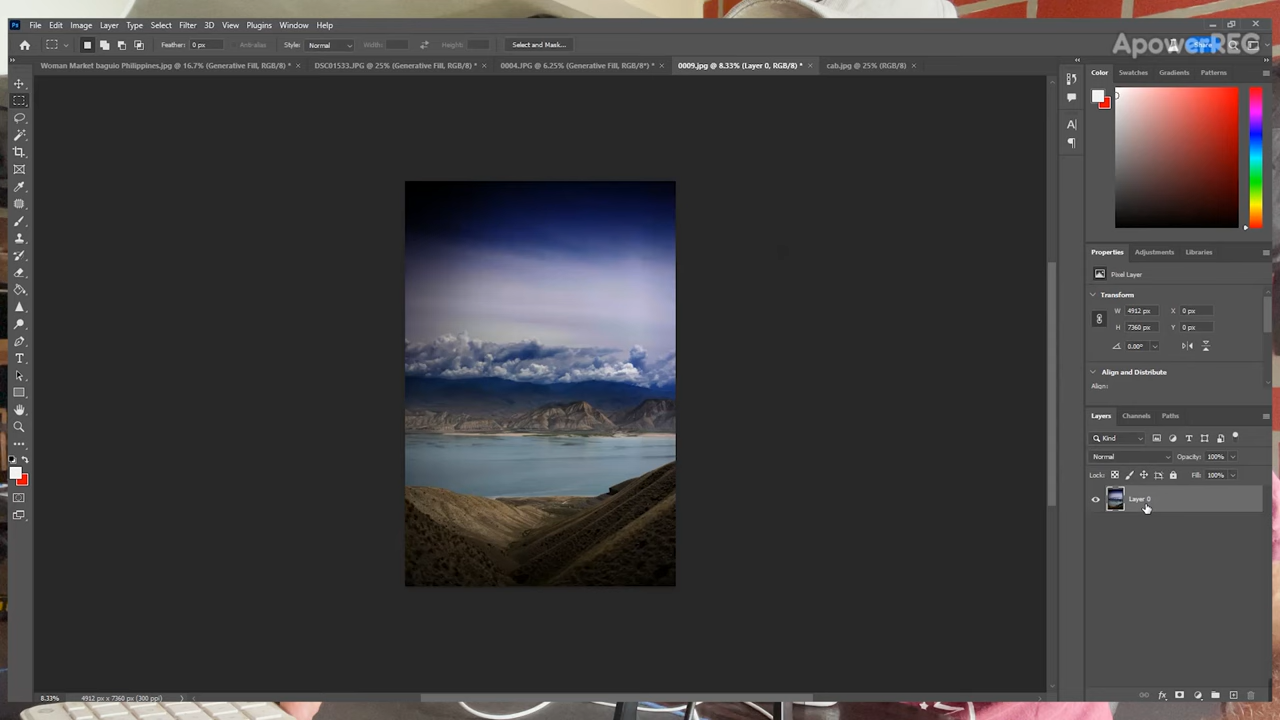 Ps File Edit Image Layer Type Select Filter 3D View Plugins Window Help
Feather: 0 px Anti-alias Style: Normal Width: Height: Select and Mask... Share
ApowerREC
Woman Market baguio Philippines.jpg @ 16.7% (Generative Fill, RGB/8) * × DSC01533.JPG @ 25% (Generative Fill, RGB/8) * × 0004.JPG @ 6.25% (Generative Fill, RGB/8*) * × 0009.jpg @ 8.33% (Layer 0, RGB/8) * × cab.jpg @ 25% (RGB/8) ×
Color Swatches Gradients Patterns
Properties Adjustments Libraries
Pixel Layer
Transform
W 4912 px X 0 px
H 7360 px Y 0 px
0.00°
Align and Distribute
Align:
Layers Channels Paths
Kind
Normal Opacity: 100%
Lock: Fill: 100%
Layer 0
fx
8.33% 4912 px x 7360 px (300 ppi)